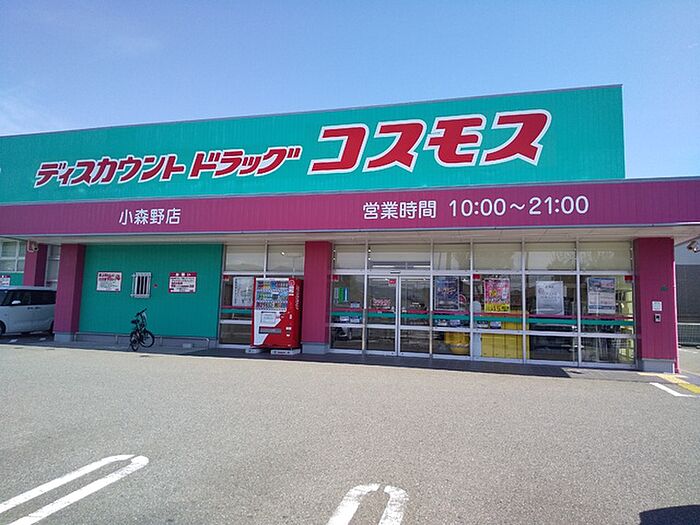 ディスカウント ドラッグ コスモス
小森野店 営業時間 10:00～21:00